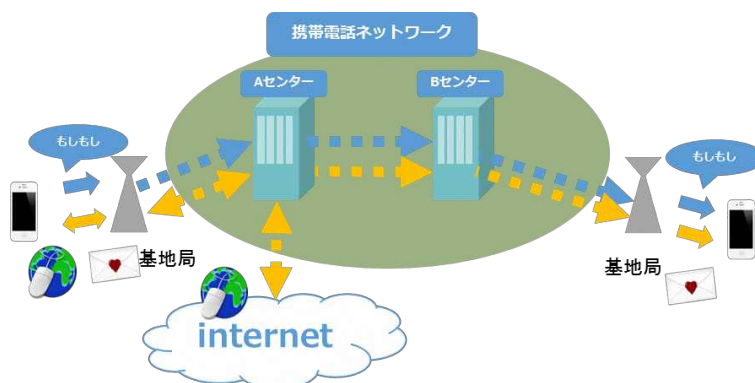 携帯電話ネットワーク
Aセンター
Bセンター
もしもし
もしもし
基地局
基地局
internet